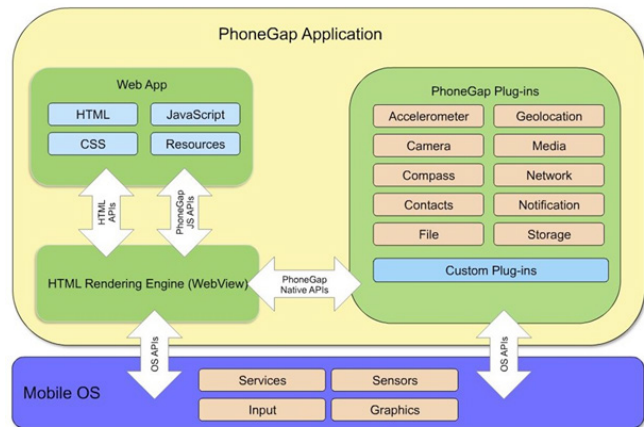 PhoneGap Application
Web App
HTML
JavaScript
CSS
Resources
HTML
APIs
PhoneGap
JS APIs
HTML Rendering Engine (WebView)
PhoneGap
Native APIs
PhoneGap Plug-ins
Accelerometer
Geolocation
Camera
Media
Compass
Network
Contacts
Notification
File
Storage
Custom Plug-ins
OS APIs
OS APIs
Mobile OS
Services
Sensors
Input
Graphics